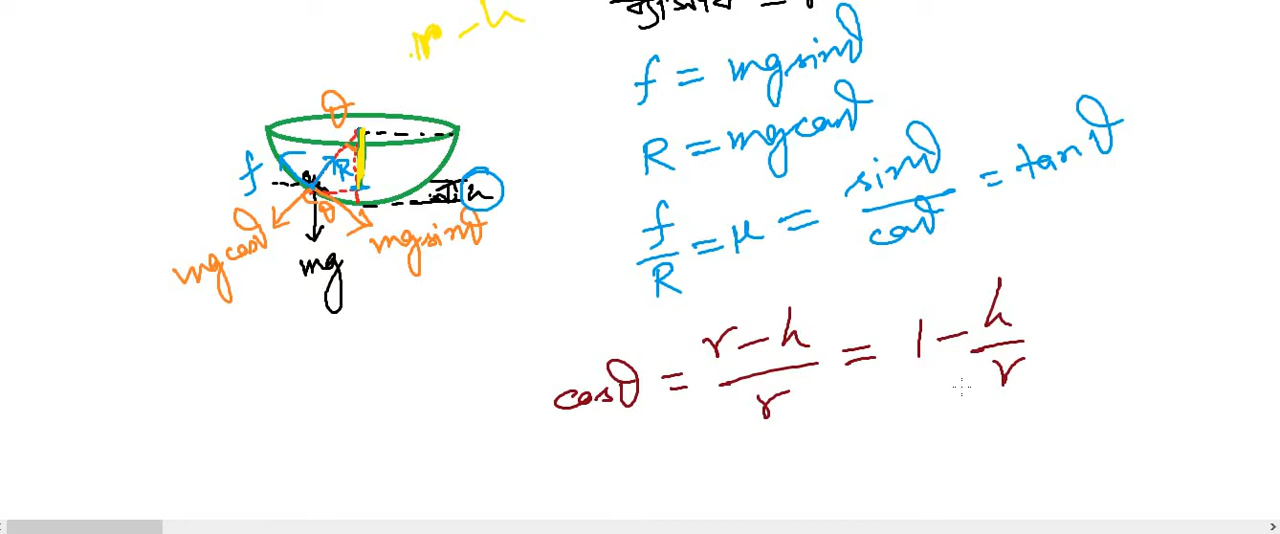 ব্যাসার্ধ = r
r - h
f = mg sinθ
R = mg cosθ
f/R = μ = sinθ/cosθ = tanθ
θ
f
R
h
θ
mg cosθ
mg sinθ
mg
cosθ = (r - h)/r = 1 - h/r